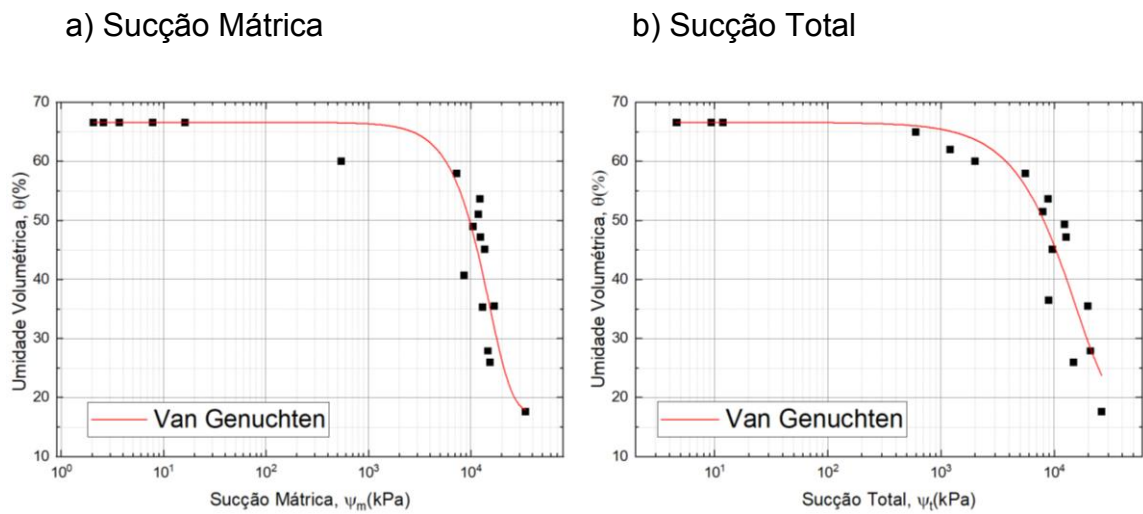 a) Sucção Mátrica
b) Sucção Total
Umidade Volumétrica, θ(%)
70
60
50
40
30
20
10
Van Genuchten
10⁰
10¹
10²
10³
10⁴
Sucção Mátrica, ψₘ(kPa)
Umidade Volumétrica, θ(%)
70
60
50
40
30
20
10
Van Genuchten
10¹
10²
10³
10⁴
Sucção Total, ψₜ(kPa)